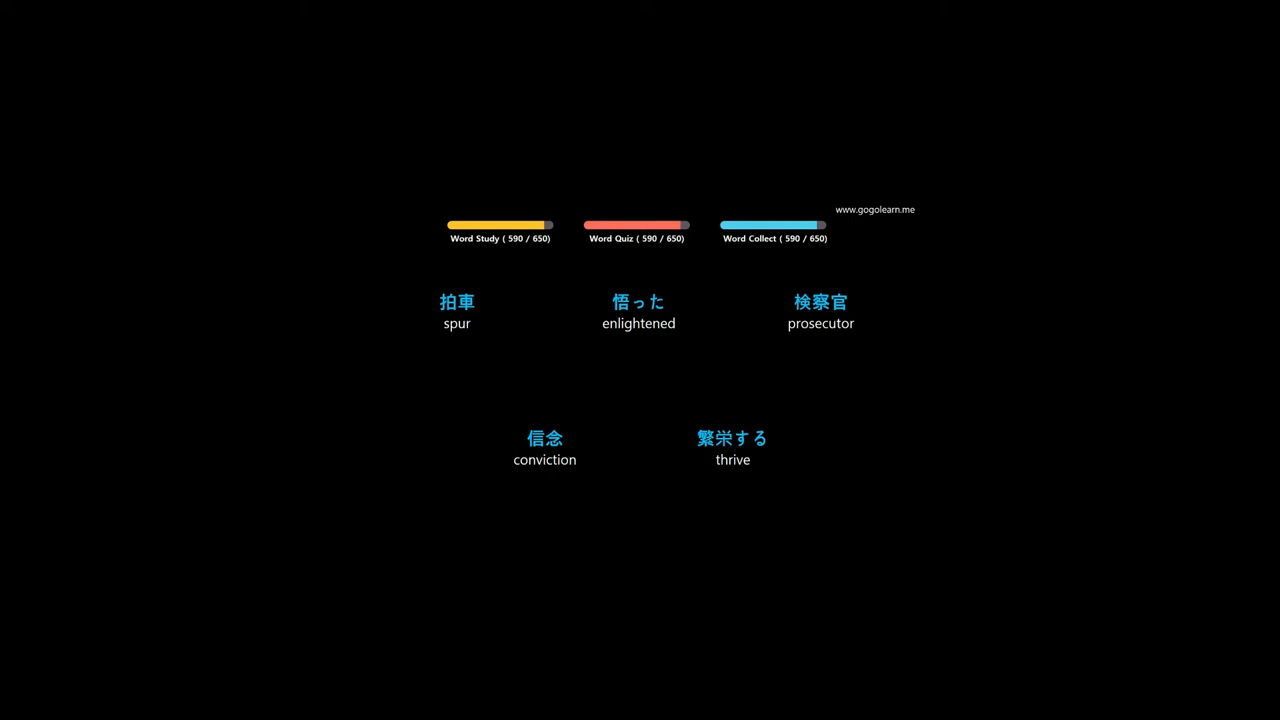 www.gogolearn.me
Word Study ( 590 / 650)
Word Quiz ( 590 / 650)
Word Collect ( 590 / 650)
拍車
spur
悟った
enlightened
検察官
prosecutor
信念
conviction
繁栄する
thrive